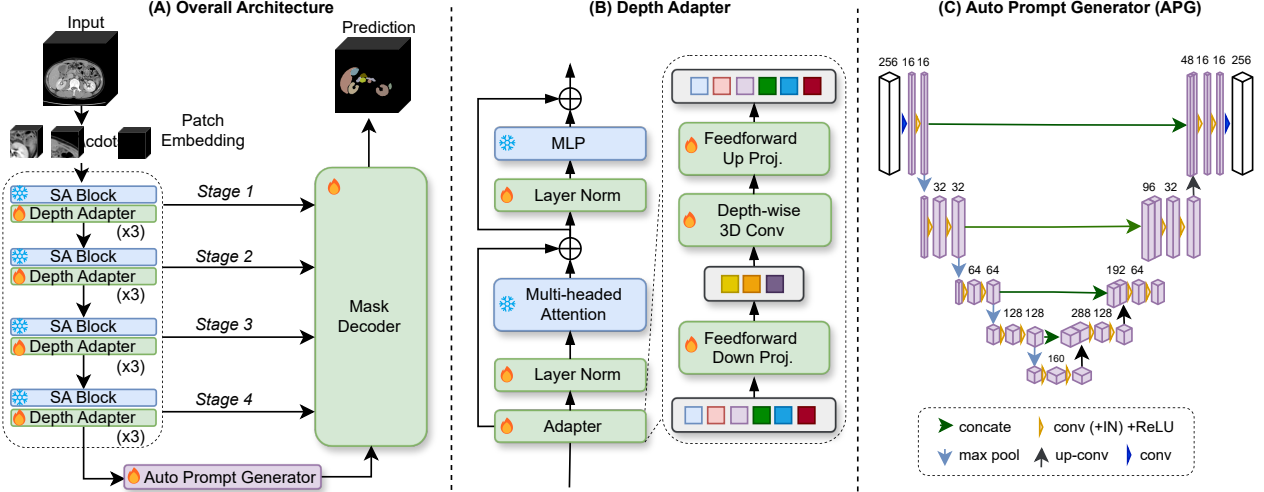 (A) Overall Architecture
Input
Prediction
Cdot
Patch
Embedding
SA Block
Depth Adapter
(x3)
Stage 1
SA Block
Depth Adapter
(x3)
Stage 2
SA Block
Depth Adapter
(x3)
Stage 3
SA Block
Depth Adapter
(x3)
Stage 4
Mask
Decoder
Auto Prompt Generator
(B) Depth Adapter
MLP
Layer Norm
Multi-headed
Attention
Layer Norm
Adapter
Feedforward
Up Proj.
Depth-wise
3D Conv
Feedforward
Down Proj.
(C) Auto Prompt Generator (APG)
256 16 16
48 16 16 256
32 32
96 32
64 64
192 64
128 128
288 128
160
concate
conv (+IN) +ReLU
max pool
up-conv
conv